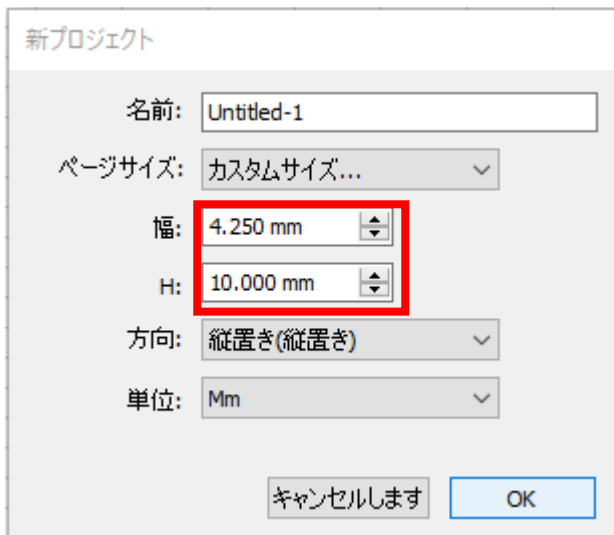 新プロジェクト
名前: Untitled-1
ページサイズ: カスタムサイズ...
幅: 4.250 mm
H: 10.000 mm
方向: 縦置き(縦置き)
単位: Mm
キャンセルします OK